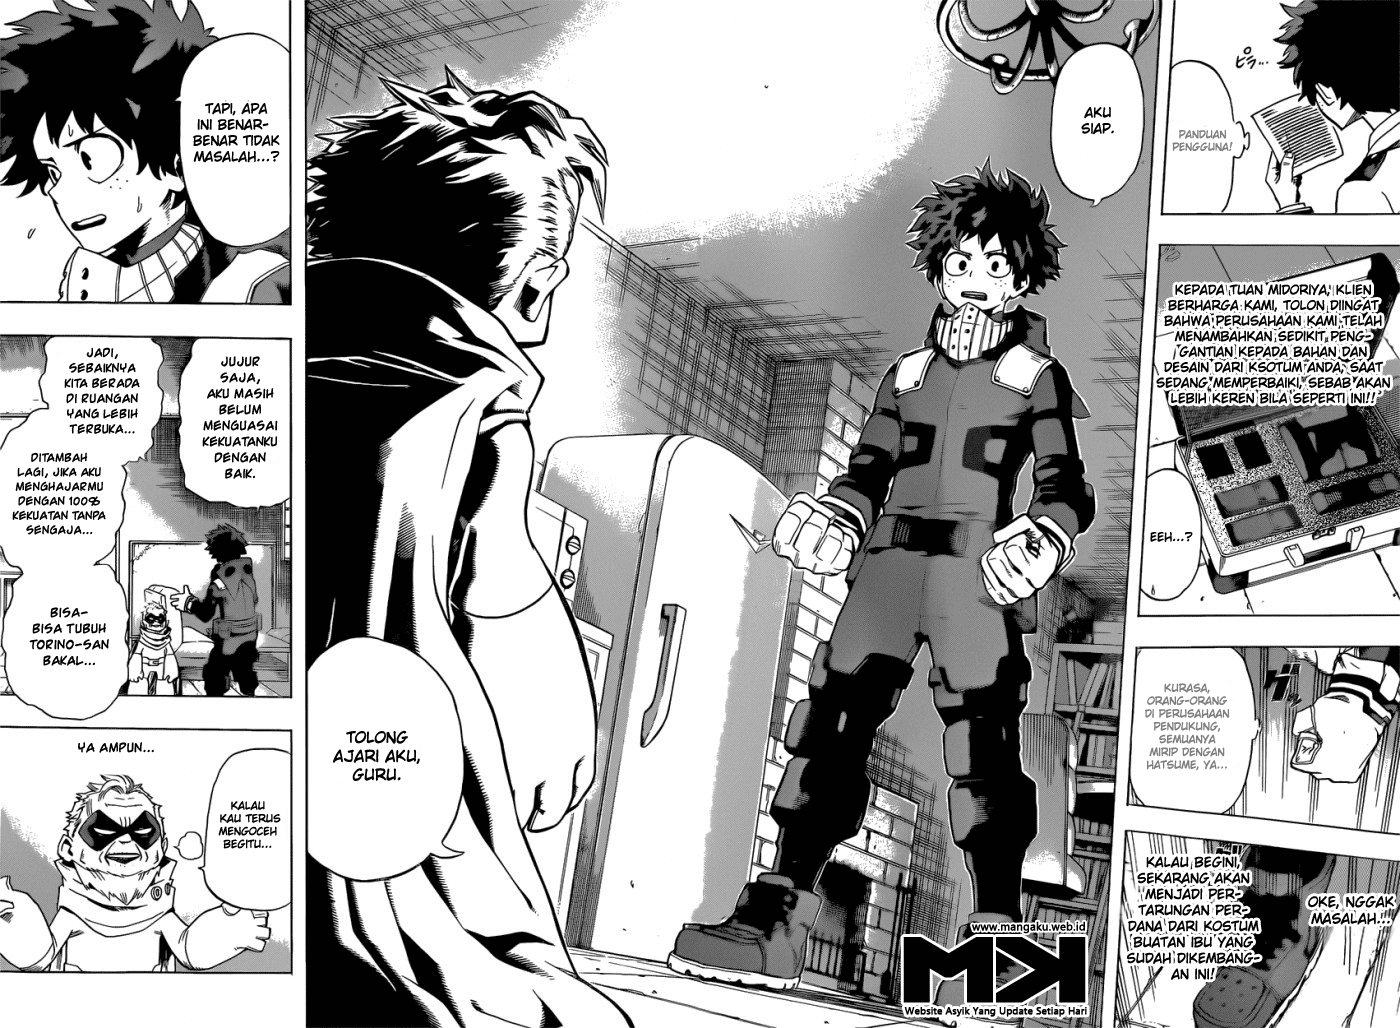 ピラ…
PANDUAN
PENGGUNA!
KEPADA TUAN MIDORIYA, KLIEN
BERHARGA KAMI, TOLON DIINGAT
BAHWA PERUSAHAAN KAMI TELAH
MENAMBAHKAN SEDIKIT PENG-
GANTIAN KEPADA BAHAN DAN
DESAIN DARI KSOTUM ANDA, SAAT
SEDANG MEMPERBAIKI, SEBAB AKAN
LEBIH KEREN BILA SEPERTI INI!!
EEH...?
KURASA,
ORANG-ORANG
DI PERUSAHAAN
PENDUKUNG,
SEMUANYA
MIRIP DENGAN
HATSUME, YA...
OKE, NGGAK
MASALAH...
KALAU BEGINI,
SEKARANG AKAN
MENJADI PER-
TARUNGAN PER-
DANA DARI KOSTUM
BUATAN IBU YANG
SUDAH DIKEMBANG-
AN INI!
AKU
SIAP.
TOLONG
AJARI AKU,
GURU.
TAPI, APA
INI BENAR-
BENAR TIDAK
MASALAH...?
JUJUR
SAJA,
AKU MASIH
BELUM
MENGUASAI
KEKUATANKU
DENGAN
BAIK.
JADI,
SEBAIKNYA
KITA BERADA
DI RUANGAN
YANG LEBIH
TERBUKA...
DITAMBAH
LAGI, JIKA AKU
MENGHAJARMU
DENGAN 100%
KEKUATAN TANPA
SENGAJA...
BISA-
BISA TUBUH
TORINO-SAN
BAKAL...
YA AMPUN...
KALAU
KAU TERUS
MENGOCEH
BEGITU...
www.mangaku.web.id
MK
Website Asyik Yang Update Setiap Hari